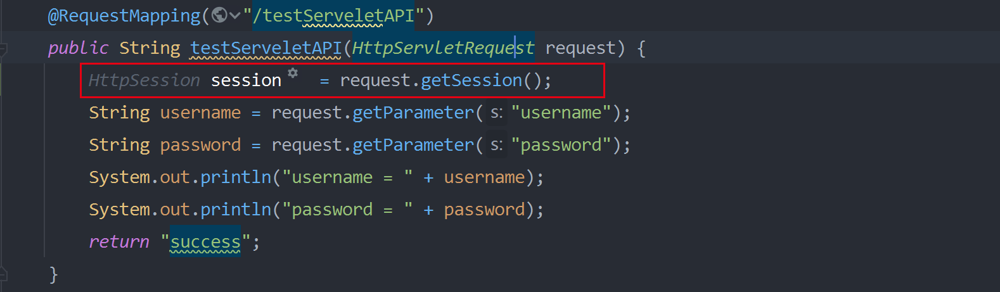 @RequestMapping("/testServeletAPI")
public String testServeletAPI(HttpServletRequest request) {
HttpSession session = request.getSession();
String username = request.getParameter( s: "username");
String password = request.getParameter( s: "password");
System.out.println("username = " + username);
System.out.println("password = " + password);
return "success";
}